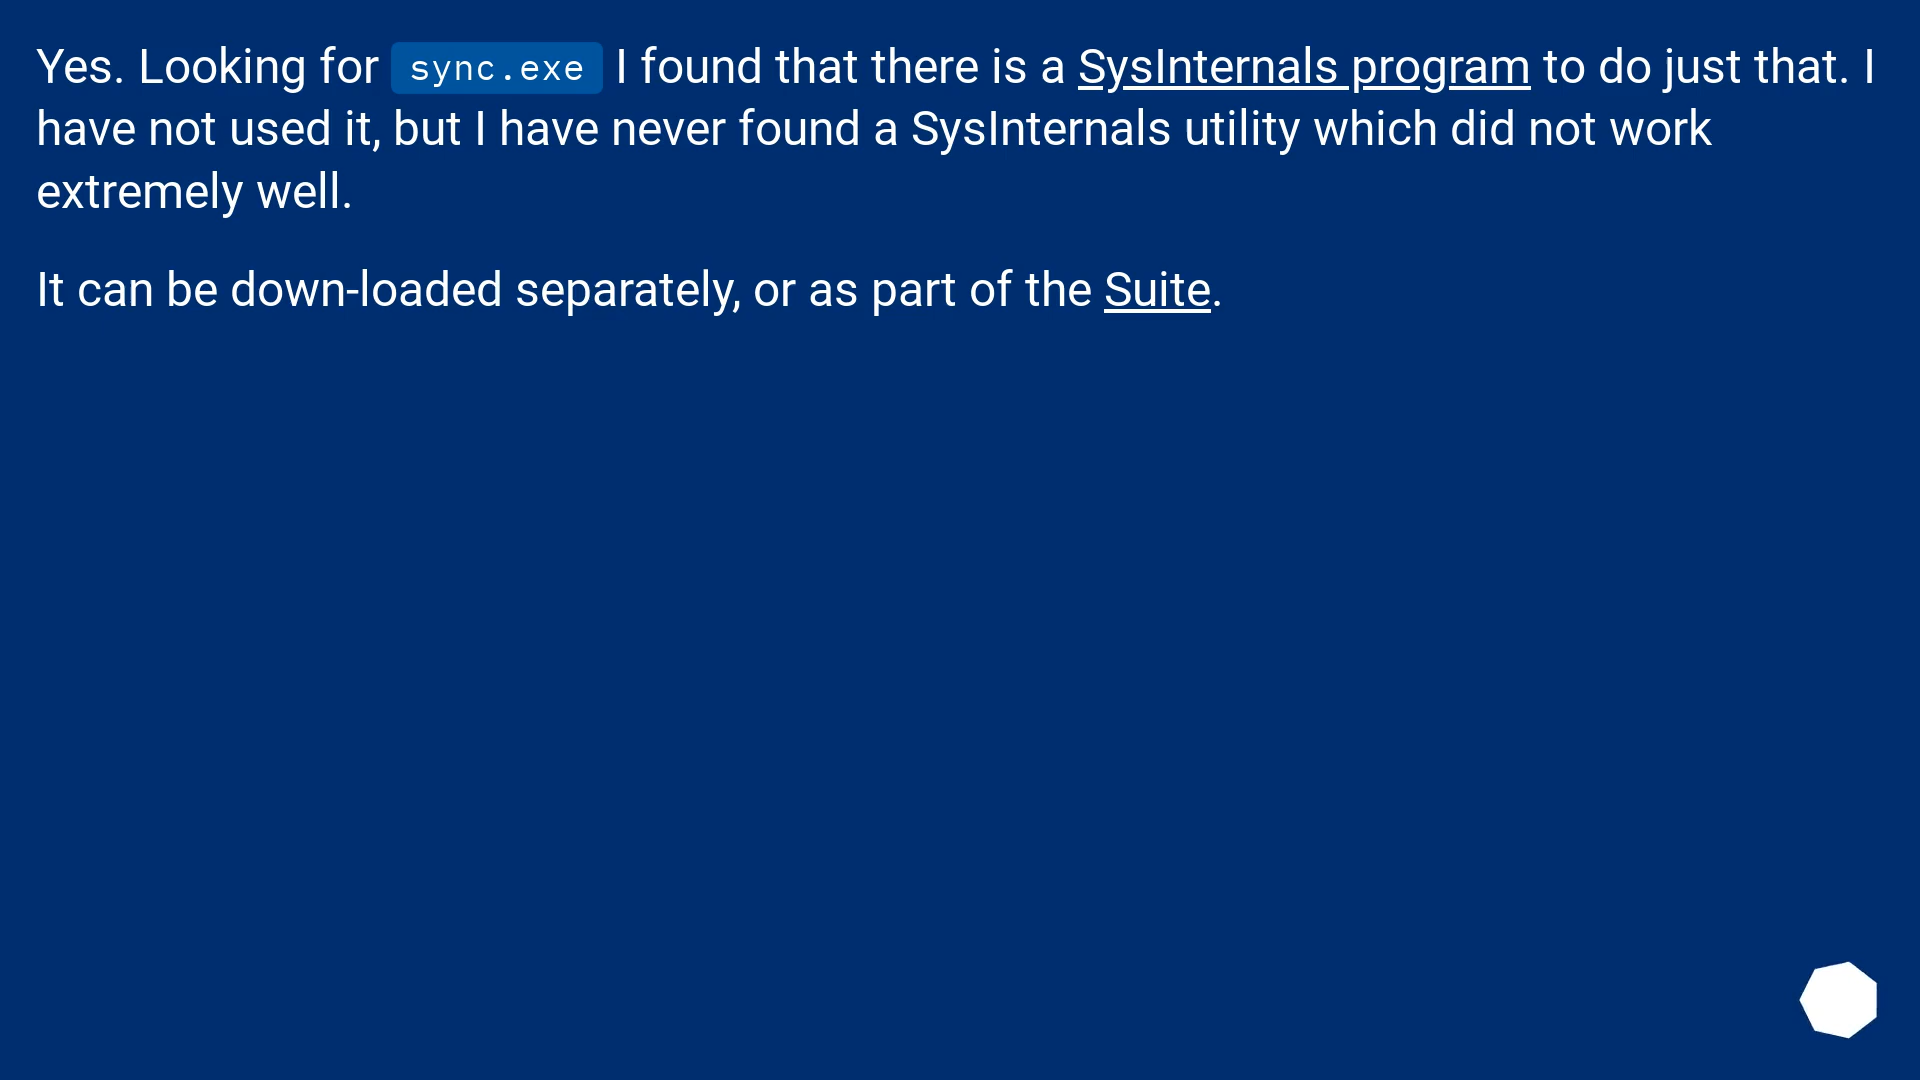 Yes. Looking for sync.exe I found that there is a SysInternals program to do just that. I
have not used it, but I have never found a SysInternals utility which did not work
extremely well.
It can be down-loaded separately, or as part of the Suite.